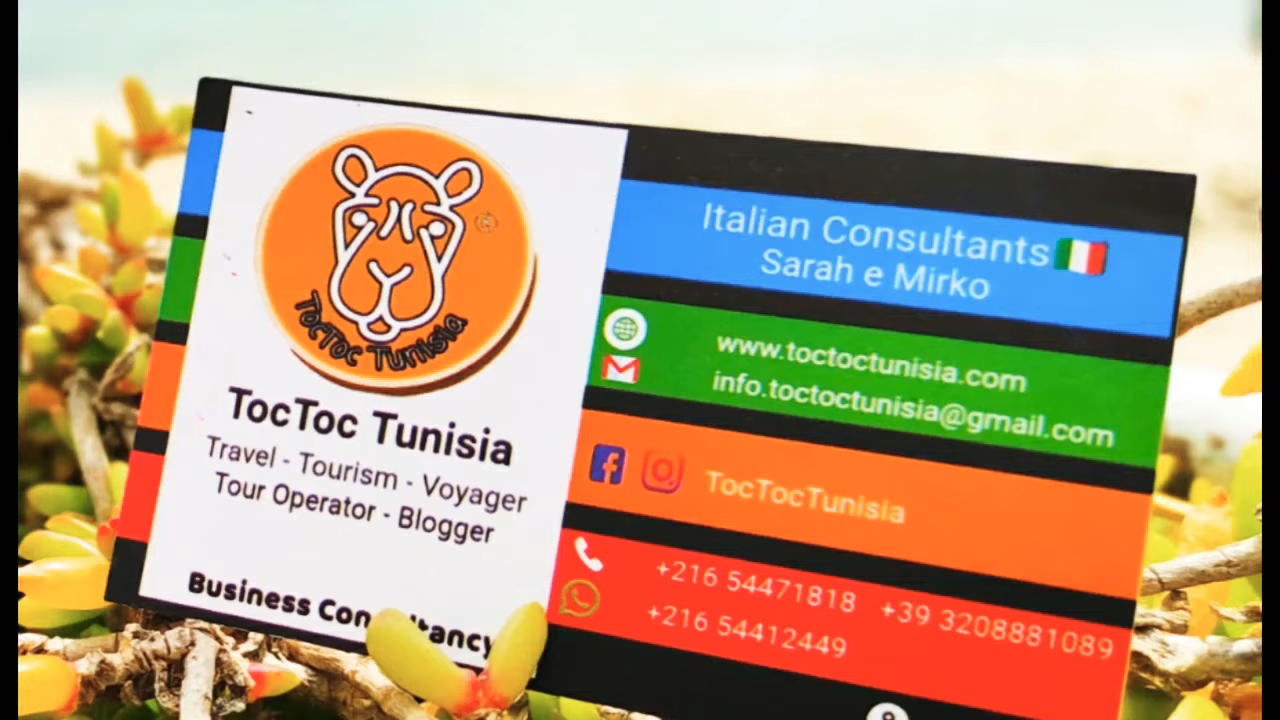 TocToc Tunisia
TocToc Tunisia
Travel - Tourism - Voyager
Tour Operator - Blogger
Business
Italian Consultants
Sarah e Mirko
www.toctoctunisia.com
info.toctoctunisia@gmail.com
TocTocTunisia
+216 54471818 +39 3208881089
+216 54412449